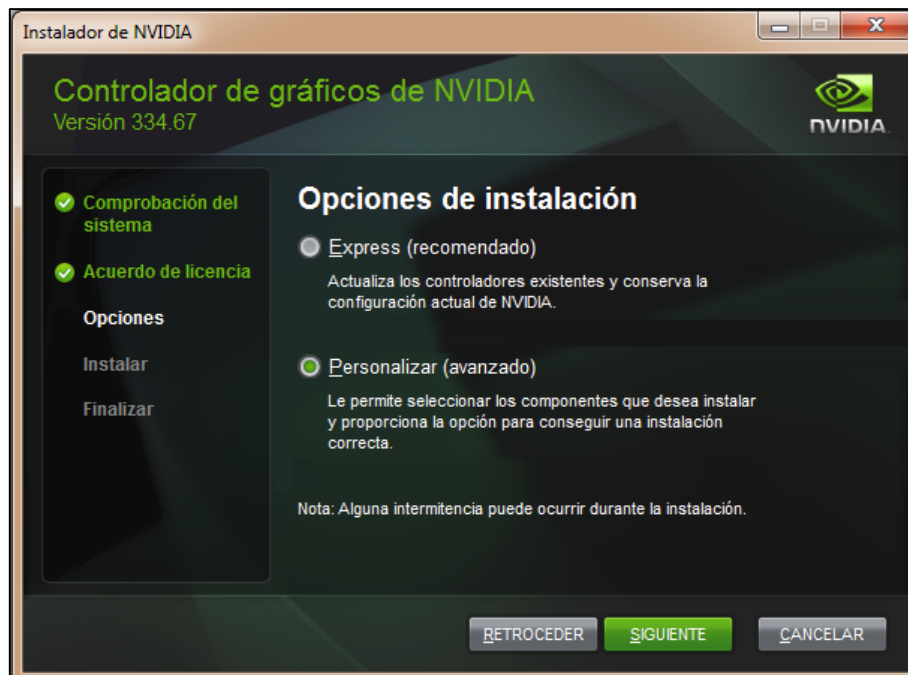 Instalador de NVIDIA
Controlador de gráficos de NVIDIA
Versión 334.67
NVIDIA.
Comprobación del
sistema
Acuerdo de licencia
Opciones
Instalar
Finalizar
Opciones de instalación
Express (recomendado)
Actualiza los controladores existentes y conserva la
configuración actual de NVIDIA.
Personalizar (avanzado)
Le permite seleccionar los componentes que desea instalar
y proporciona la opción para conseguir una instalación
correcta.
Nota: Alguna intermitencia puede ocurrir durante la instalación.
RETROCEDER
SIGUIENTE
CANCELAR